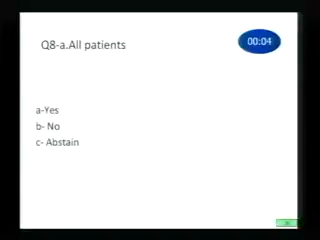 Q8-a.All patients
00:04
a-Yes
b- No
c- Abstain